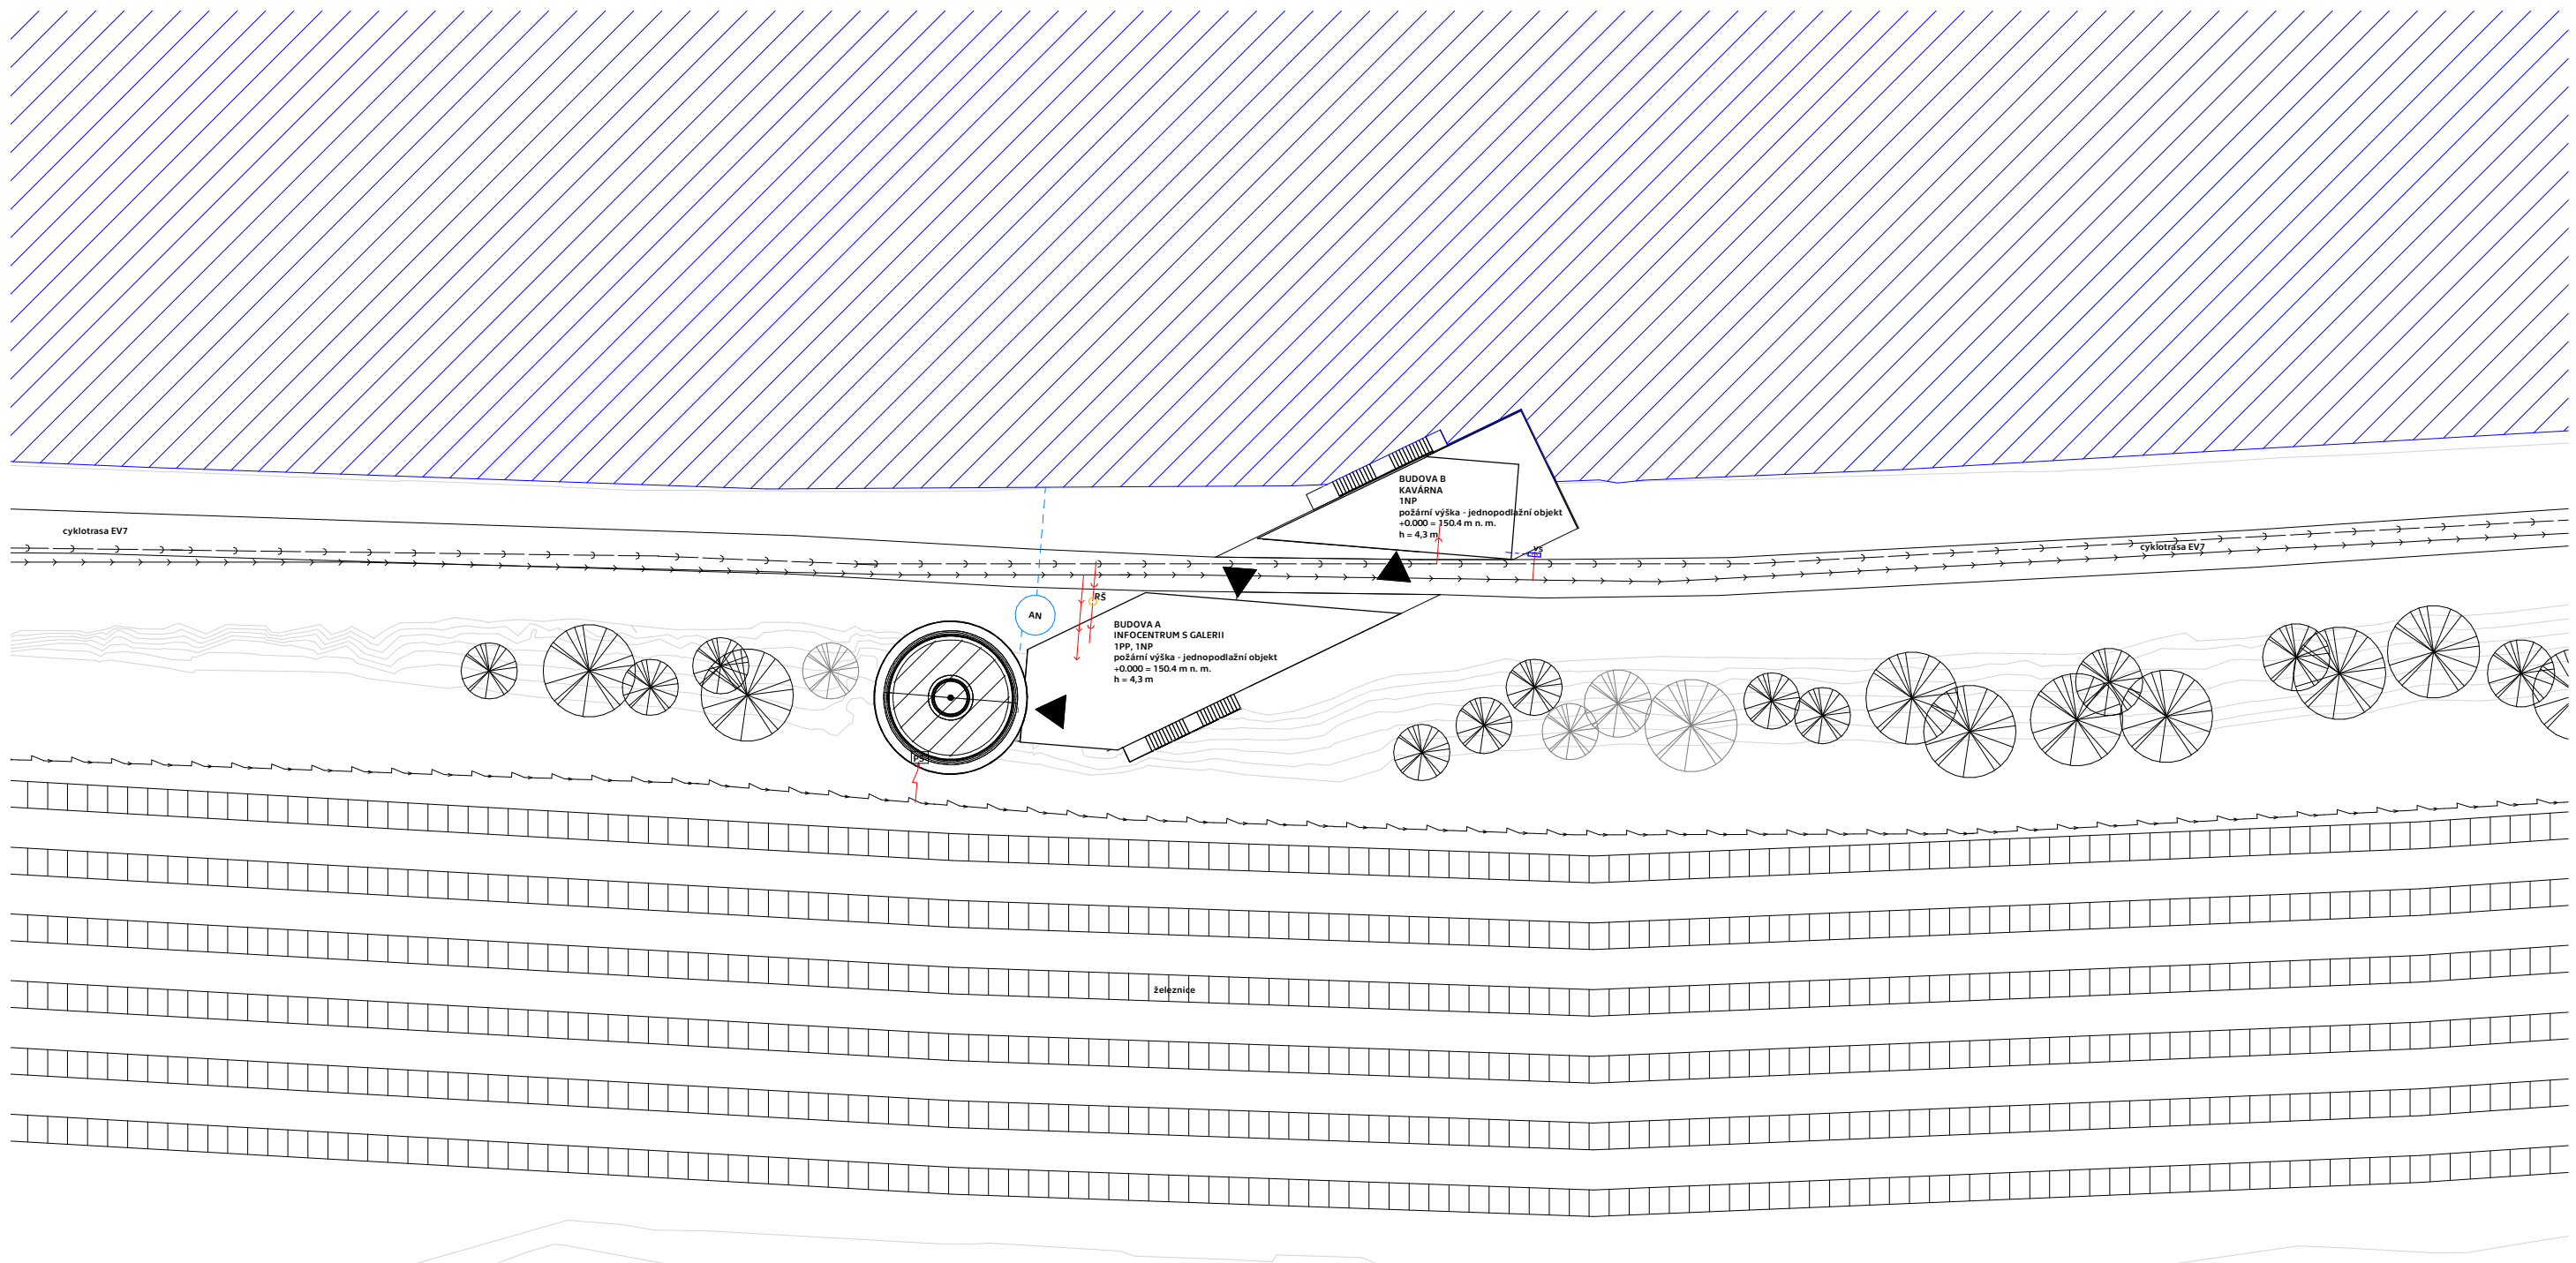 BUDOVA B
KAVÁRNA
1NP
požární výška - jednopodlažní objekt
+0.000 = 150.4 m n. m.
h = 4,3 m
cyklotrasa EV7
VŠ
cyklotrasa EV7
RŠ
AN
BUDOVA A
INFOCENTRUM S GALERII
1PP, 1NP
požární výška - jednopodlažní objekt
+0.000 = 150.4 m n. m.
h = 4,3 m
železnice